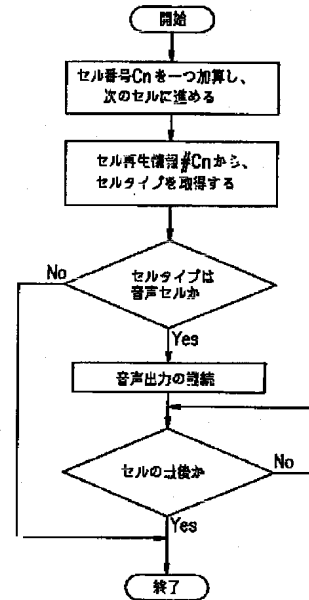 開始
セル番号Cnを一つ加算し、
次のセルに進める
セル再生情報#Cnから、
セルタイプを取得する
セルタイプは
音声セルか
No
Yes
音声出力の継続
セルの最後か
No
Yes
終了